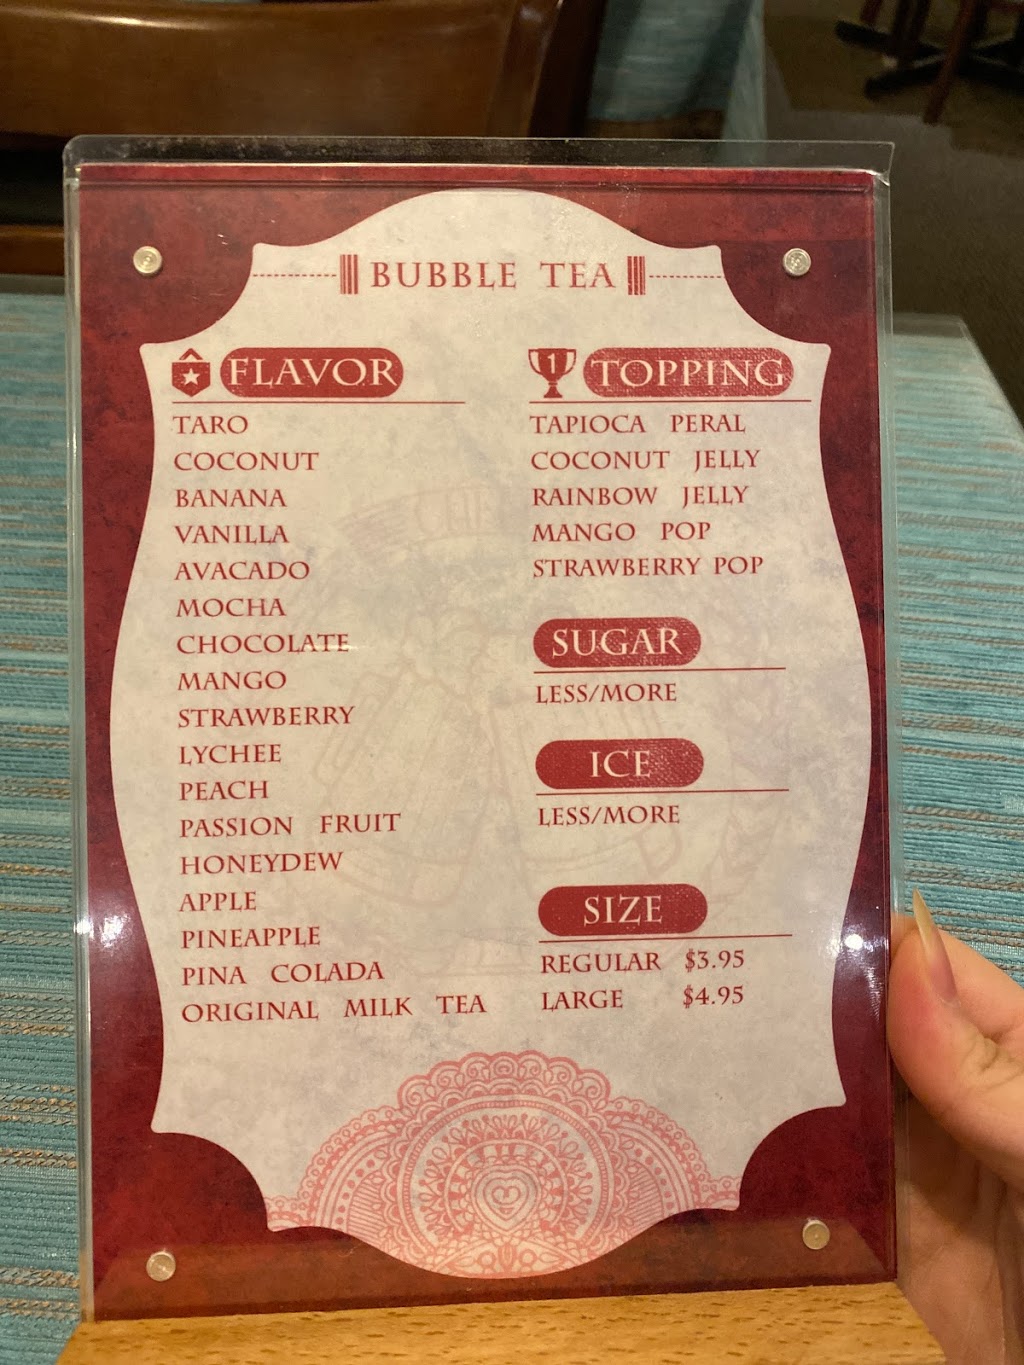 BUBBLE TEA
FLAVOR
TARO
COCONUT
BANANA
VANILLA
AVACADO
MOCHA
CHOCOLATE
MANGO
STRAWBERRY
LYCHEE
PEACH
PASSION FRUIT
HONEYDEW
APPLE
PINEAPPLE
PINA COLADA
ORIGINAL MILK TEA
1
TOPPING
TAPIOCA PERAL
COCONUT JELLY
RAINBOW JELLY
MANGO POP
STRAWBERRY POP
SUGAR
LESS/MORE
ICE
LESS/MORE
SIZE
REGULAR $3.95
LARGE $4.95